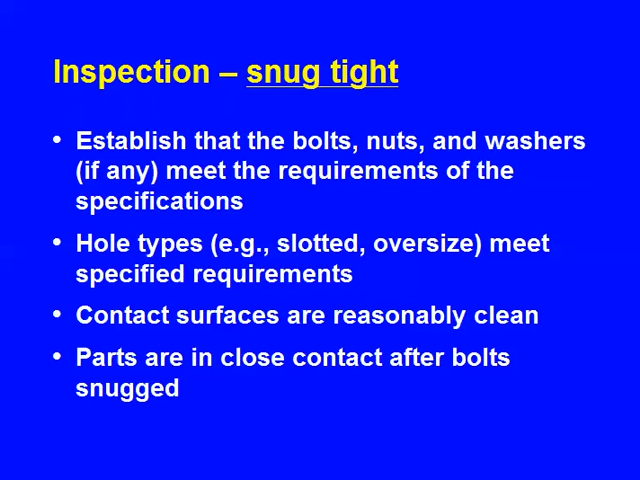 Inspection – snug tight
• Establish that the bolts, nuts, and washers
(if any) meet the requirements of the
specifications
• Hole types (e.g., slotted, oversize) meet
specified requirements
• Contact surfaces are reasonably clean
• Parts are in close contact after bolts
snugged